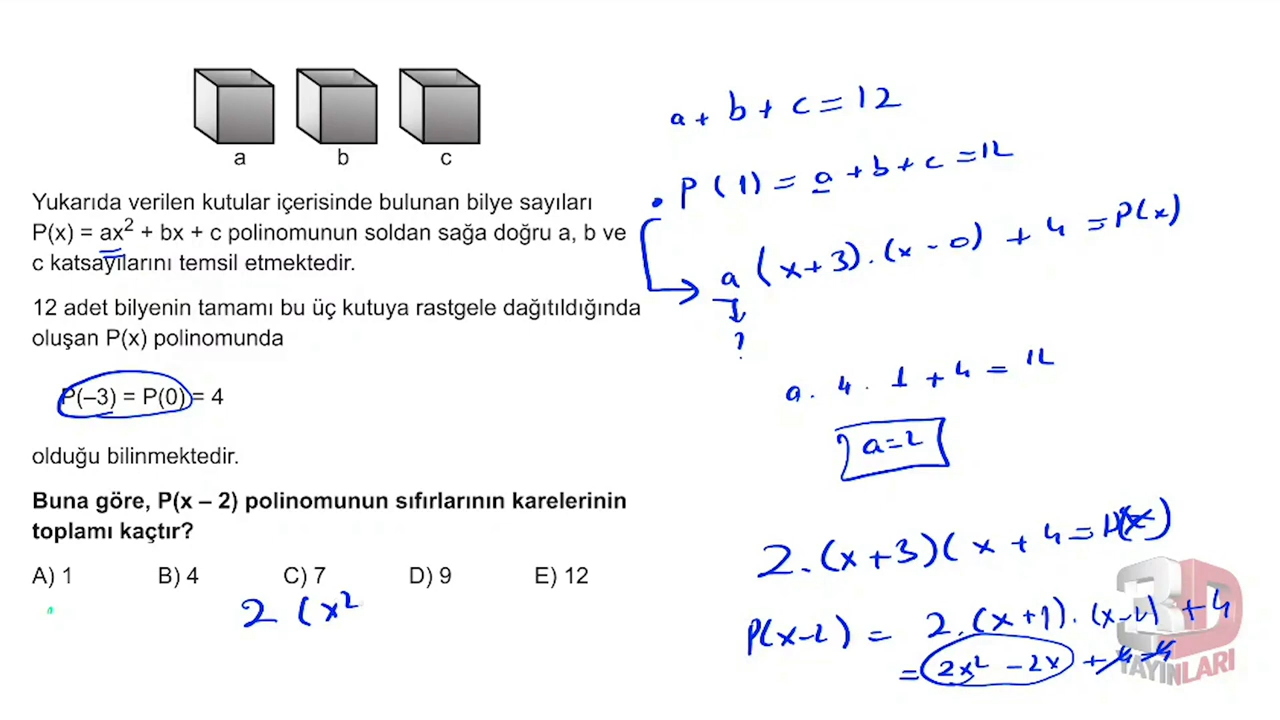 a b c
Yukarıda verilen kutular içerisinde bulunan bilye sayıları
P(x) = ax² + bx + c polinomunun soldan sağa doğru a, b ve
c katsayılarını temsil etmektedir.
12 adet bilyenin tamamı bu üç kutuya rastgele dağıtıldığında
oluşan P(x) polinomunda
P(–3) = P(0) = 4
olduğu bilinmektedir.
Buna göre, P(x – 2) polinomunun sıfırlarının karelerinin
toplamı kaçtır?
A) 1 B) 4 C) 7 D) 9 E) 12
2 (x²
a + b + c = 12
P(1) = a + b + c = 12
a (x+3).(x-0) + 4 = P(x)
?
a. 4. 1 + 4 = 12
a=2
2.(x+3)(x + 4 = P(x)
P(x-2) = 2.(x+1).(x-2) + 4
= 2x² - 2x + 4 - 4
3D
YAYINLARI